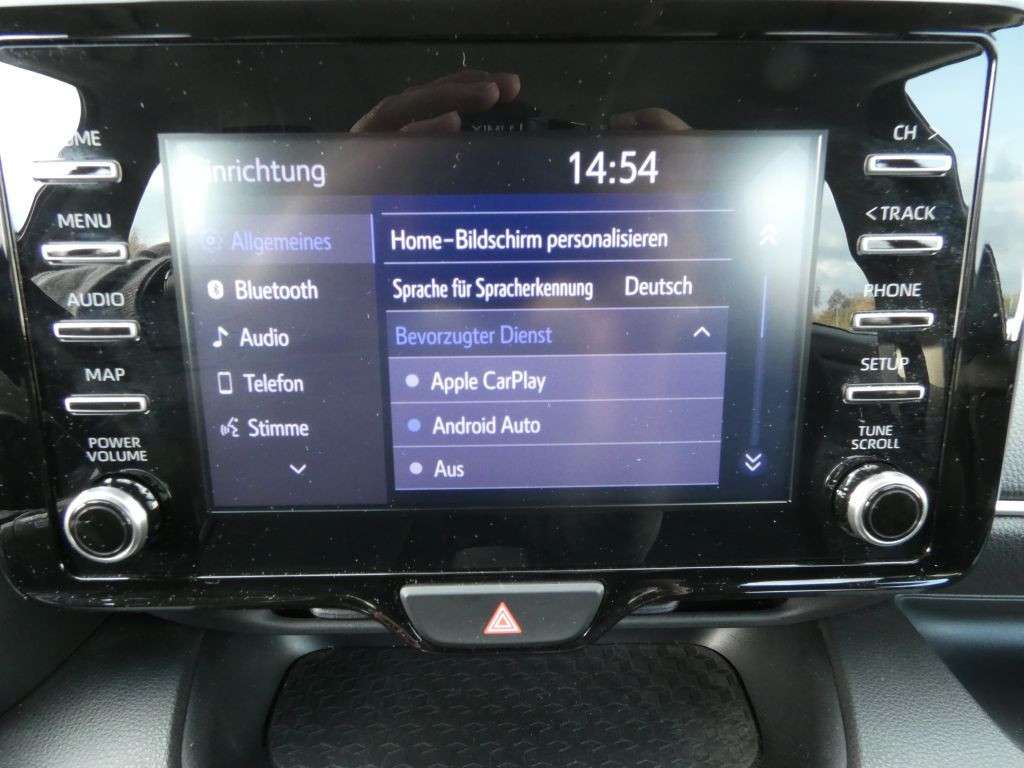 Einrichtung 14:54
Allgemeines
Bluetooth
Audio
Telefon
Stimme
Home-Bildschirm personalisieren
Sprache für Spracherkennung Deutsch
Bevorzugter Dienst
Apple CarPlay
Android Auto
Aus
HOME
MENU
AUDIO
MAP
POWER
VOLUME
CH >
< TRACK
PHONE
SETUP
TUNE
SCROLL